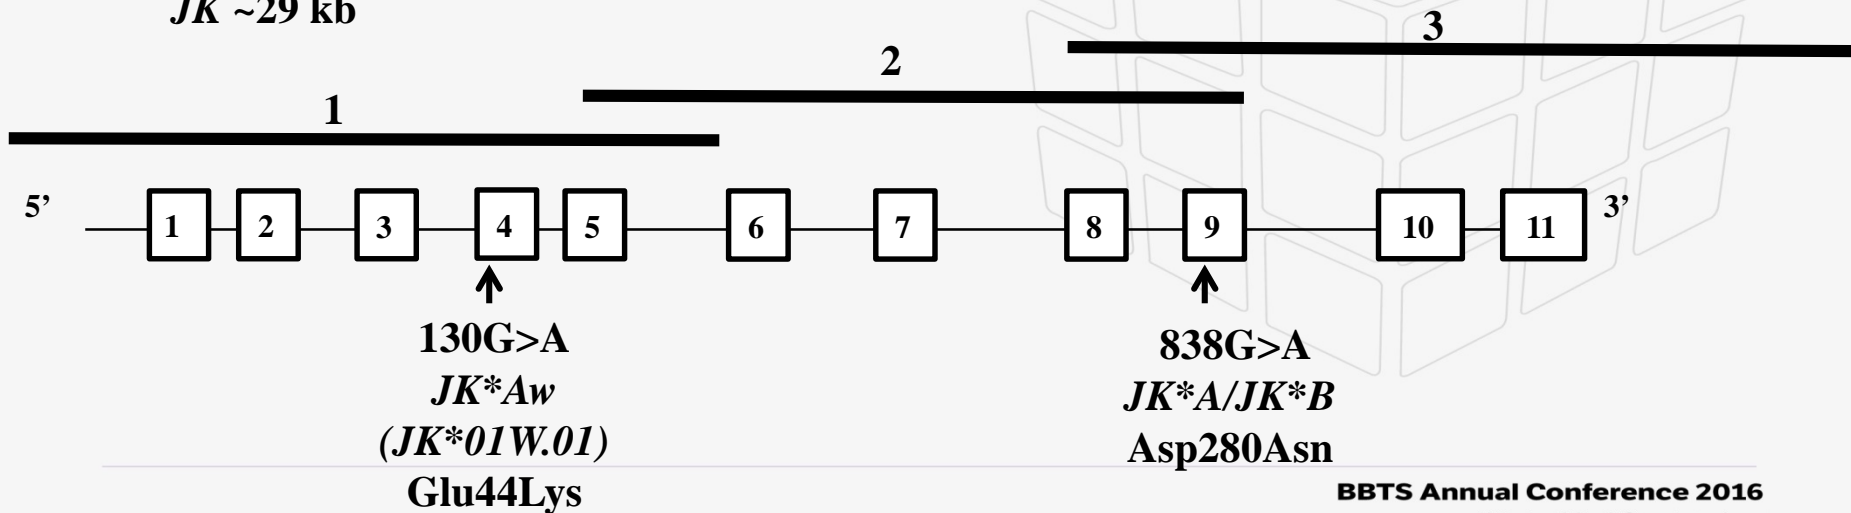 JK ~29 kb
3
2
1
5’ 1 2 3 4 5 6 7 8 9 10 11 3’
130G>A
JK*Aw
(JK*01W.01)
Glu44Lys
838G>A
JK*A/JK*B
Asp280Asn
BBTS Annual Conference 2016